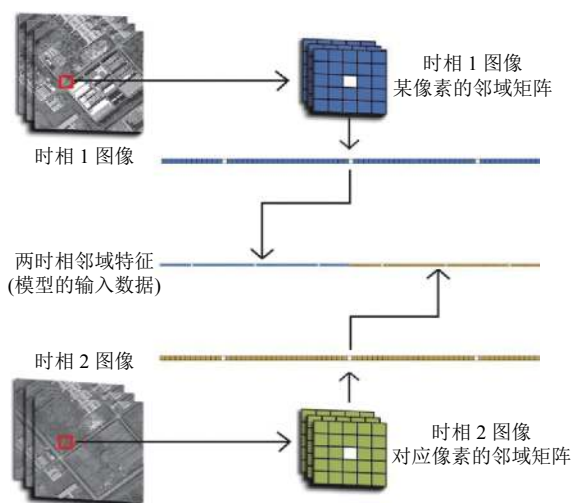 时相 1 图像
某像素的邻域矩阵
时相 1 图像
两时相邻域特征
(模型的输入数据)
时相 2 图像
时相 2 图像
对应像素的邻域矩阵